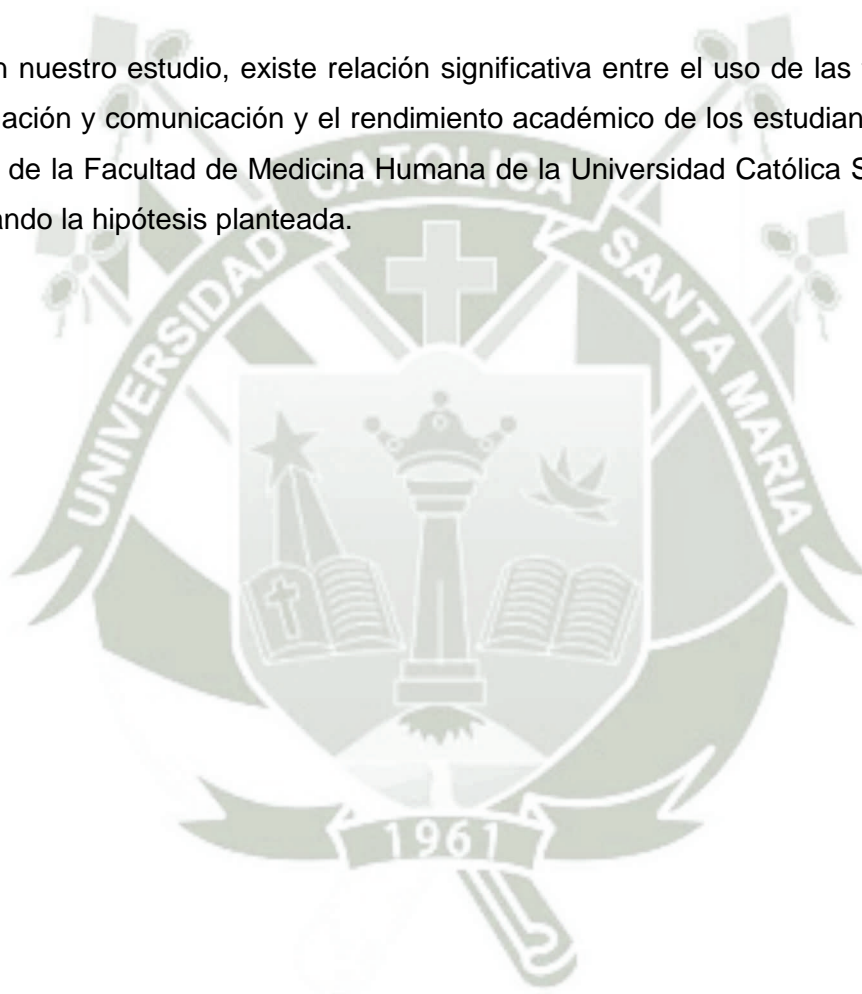 n nuestro estudio, existe relación significativa entre el uso de las
ación y comunicación y el rendimiento académico de los estudian
de la Facultad de Medicina Humana de la Universidad Católica S
ando la hipótesis planteada.
UNIVERSIDAD CATOLICA SANTA MARIA
1961